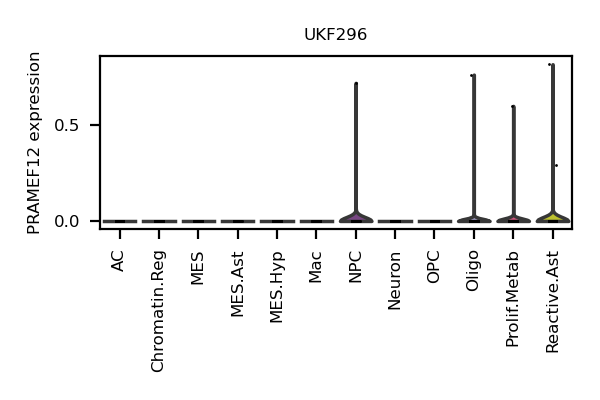 UKF296
PRAMEF12 expression
0.5
0.0
AC
Chromatin.Reg
MES
MES.Ast
MES.Hyp
Mac
NPC
Neuron
OPC
Oligo
Prolif.Metab
Reactive.Ast